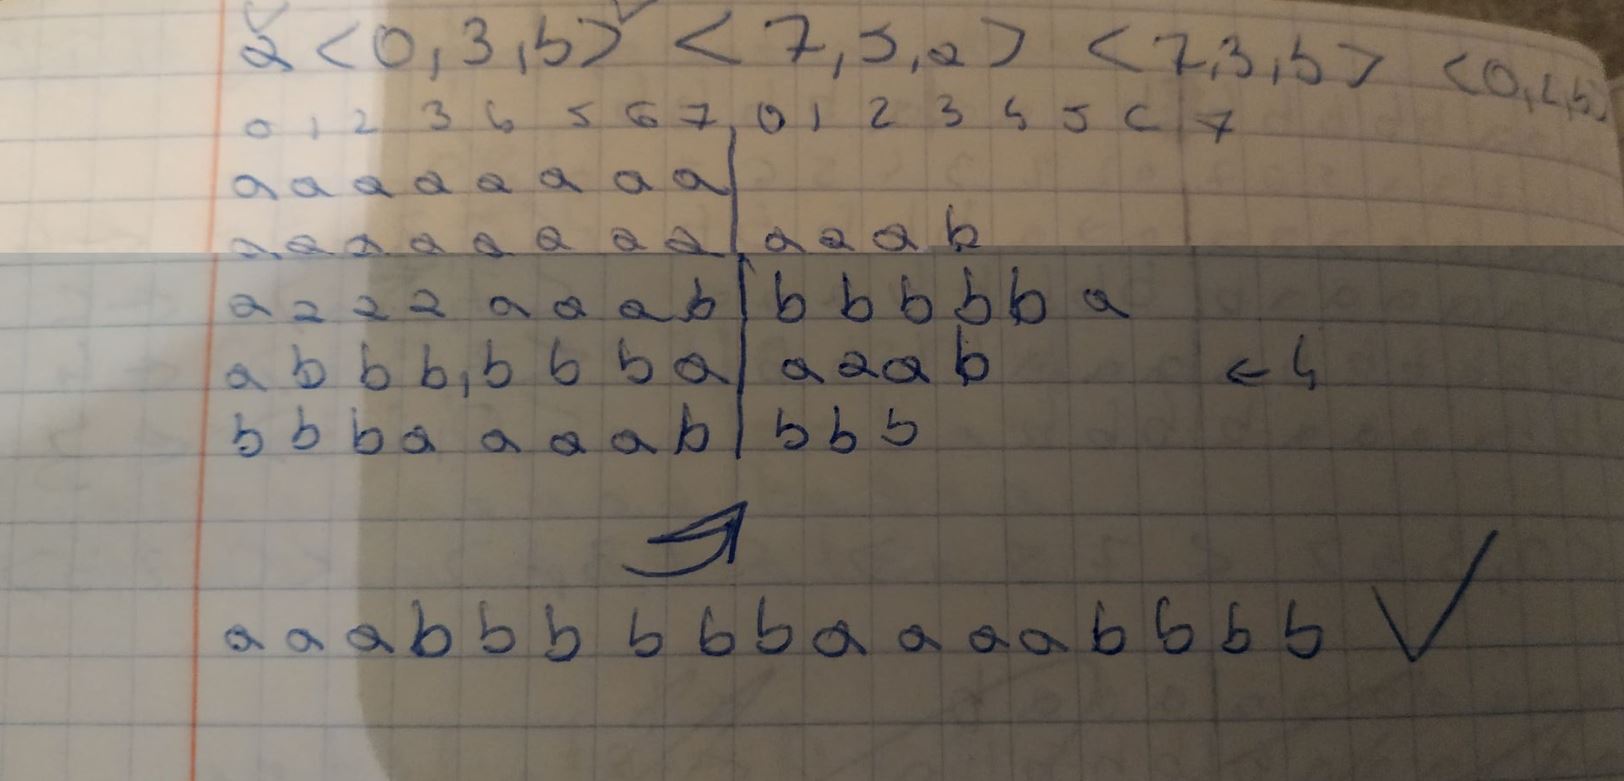 a <0,3,b> <7,5,a> <7,3,b> <0,2,b>
0 1 2 3 4 5 6 7 0 1 2 3 4 5 6 7
a a a a a a a a
a a a a a a a a | a a a b
a a a a a a a b | b b b b b a
a b b b, b b b a | a a a b ← 4
b b b a a a a b | b b b
a a a b b b b b b a a a a b b b b ✓